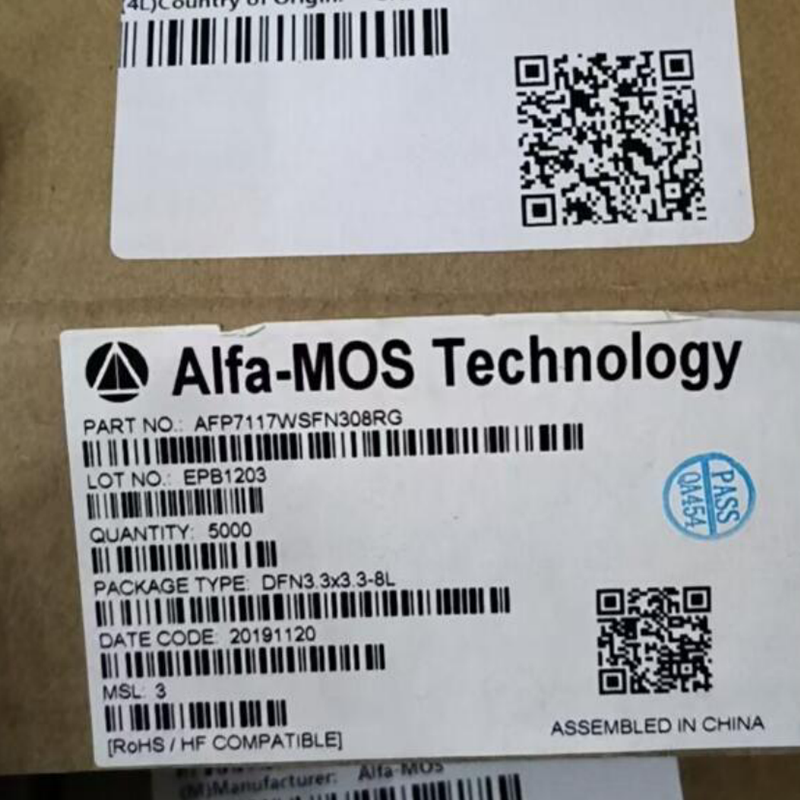 (4L)Country of Origin:
Alfa-MOS Technology
PART NO.: AFP7117WSFN308RG
LOT NO.: EPB1203
QUANTITY: 5000
PACKAGE TYPE: DFN3.3x3.3-8L
DATE CODE: 20191120
MSL: 3
[RoHS / HF COMPATIBLE]
PASS
QA454
ASSEMBLED IN CHINA
(M)Manufacturer: Alfa-MOS